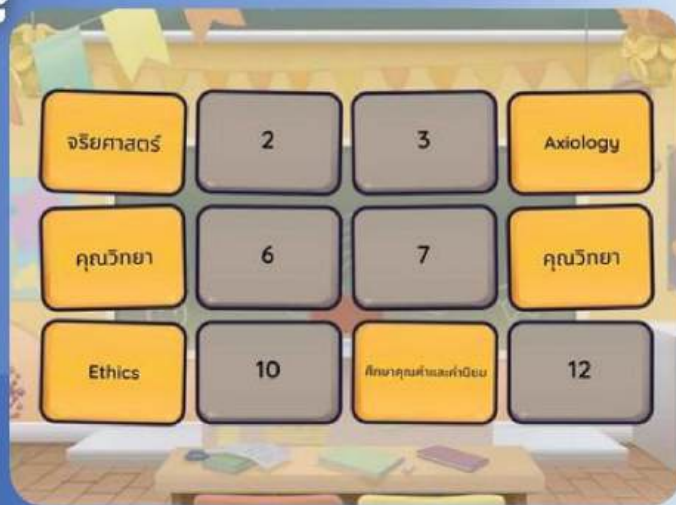 จริยศาสตร์
2
3
Axiology
คุณวิทยา
6
7
คุณวิทยา
Ethics
10
ศึกษาคุณค่าและค่านิยม
12